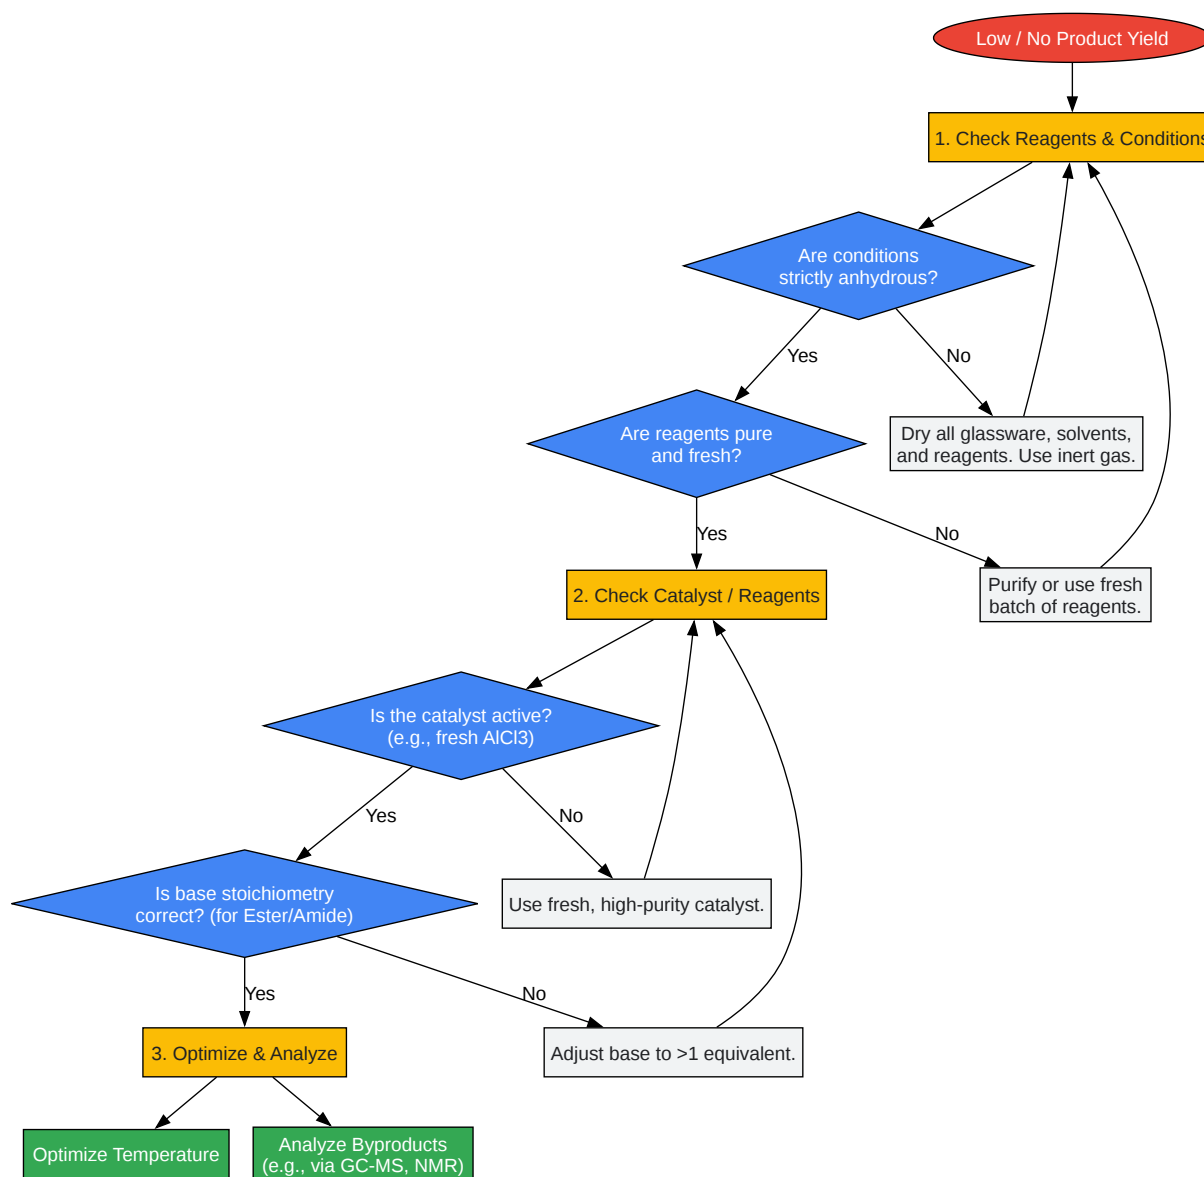 Low / No Product Yield
1. Check Reagents & Conditions
Are conditions
strictly anhydrous?
Yes
No
Are reagents pure
and fresh?
Dry all glassware, solvents,
and reagents. Use inert gas.
Yes
No
2. Check Catalyst / Reagents
Purify or use fresh
batch of reagents.
Is the catalyst active?
(e.g., fresh AlCl3)
Yes
No
Is base stoichiometry
correct? (for Ester/Amide)
Use fresh, high-purity catalyst.
Yes
No
3. Optimize & Analyze
Adjust base to >1 equivalent.
Optimize Temperature
Analyze Byproducts
(e.g., via GC-MS, NMR)